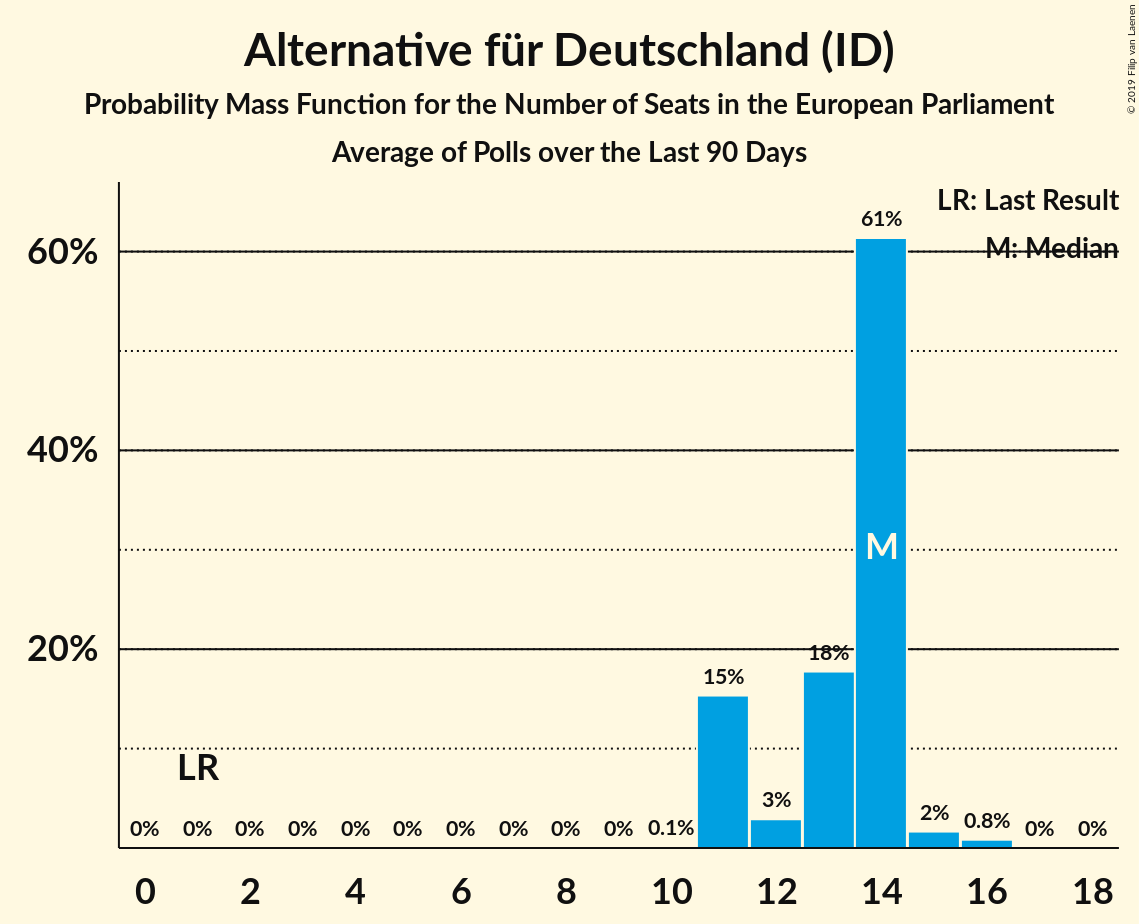 Alternative für Deutschland (ID)
Probability Mass Function for the Number of Seats in the European Parliament
Average of Polls over the Last 90 Days
© 2019 Filip van Laenen
LR: Last Result
M: Median
61%
60%
40%
M
20%
18%
15%
LR
3%
2%
0.8%
0% 0% 0% 0% 0% 0% 0% 0% 0% 0% 0.1% 0% 0%
0 2 4 6 8 10 12 14 16 18